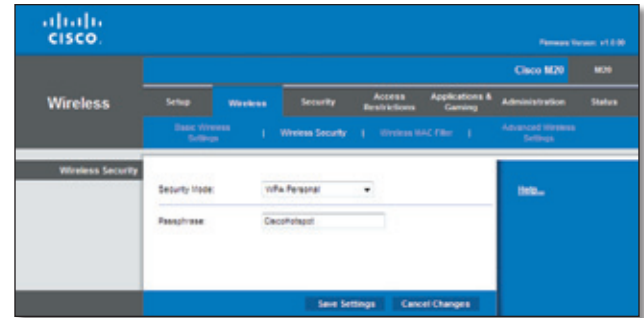 CISCO
Firmware Version: v1.0.00
Cisco M20 M20
Wireless
Setup Wireless Security Access Restrictions Applications & Gaming Administration Status
Basic Wireless Settings | Wireless Security | Wireless MAC Filter | Advanced Wireless Settings
Wireless Security
Security Mode: WPA Personal
Passphrase: CiscoHotspot
Help...
Save Settings Cancel Changes